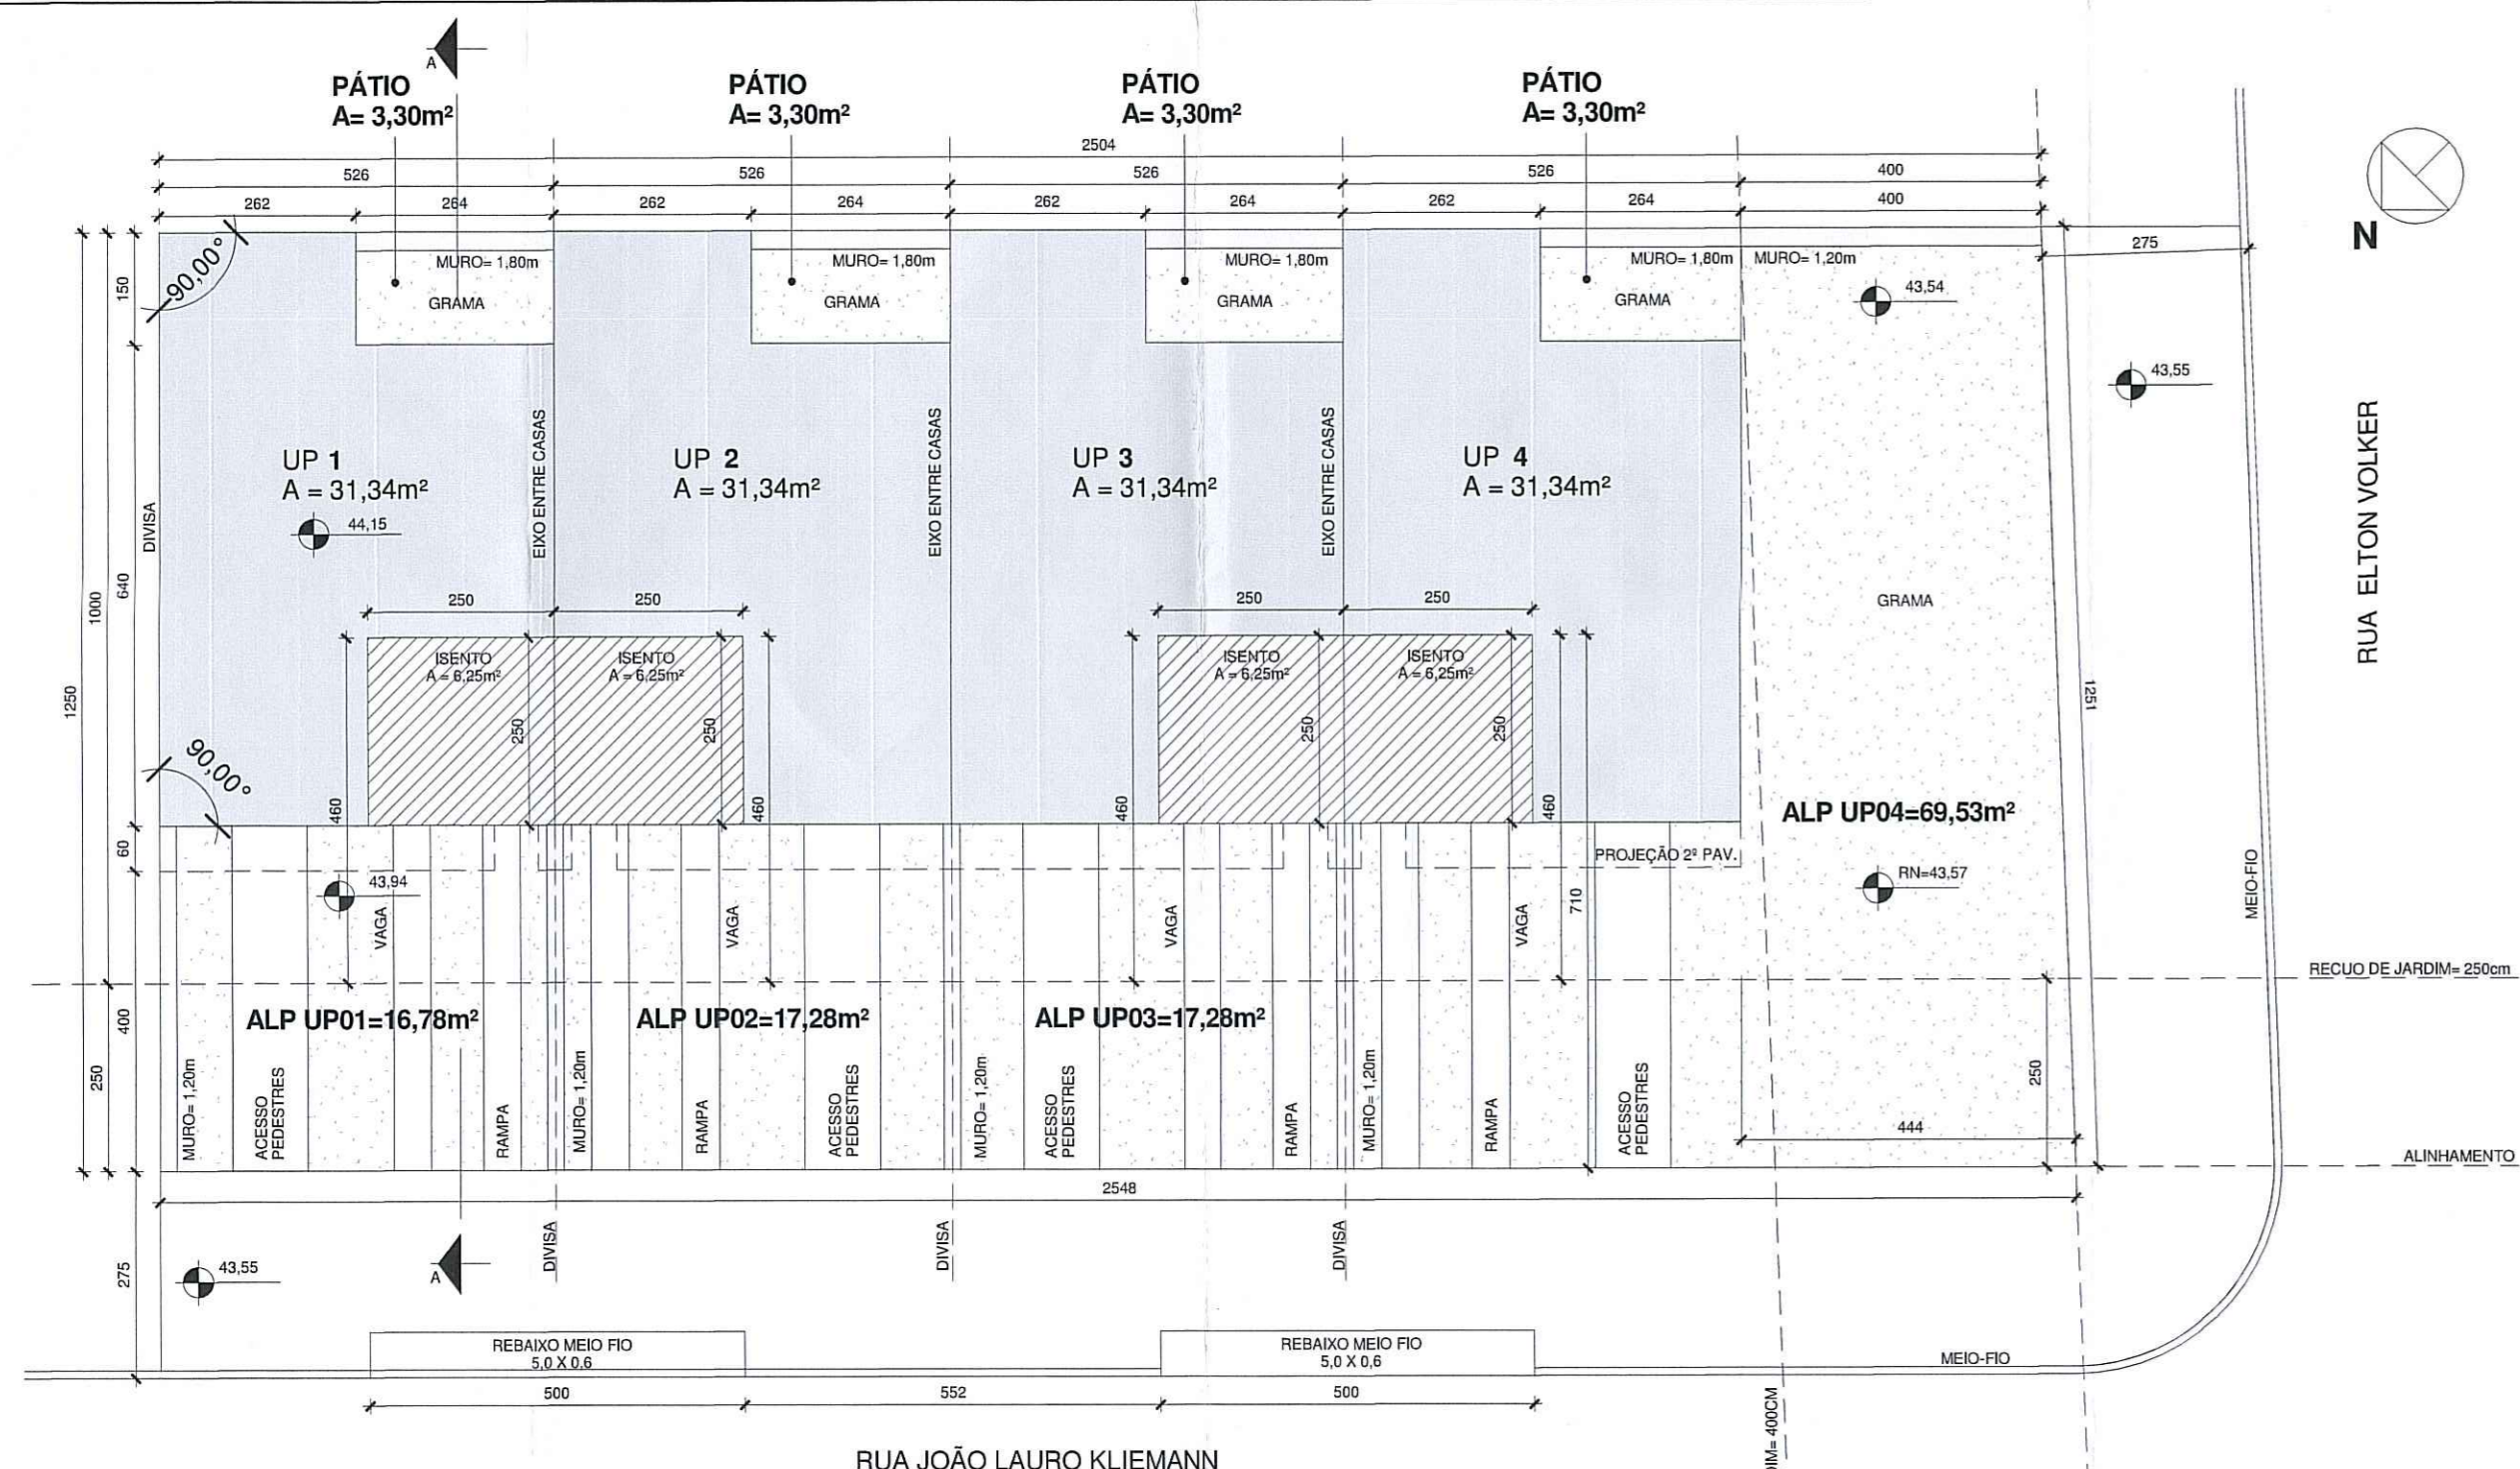 A
PÁTIO
A= 3,30m²
PÁTIO
A= 3,30m²
PÁTIO
A= 3,30m²
PÁTIO
A= 3,30m²
2504
526
526
526
526
400
262
264
262
264
262
264
262
264
400
275
N
90,00°
MURO= 1,80m
GRAMA
MURO= 1,80m
GRAMA
MURO= 1,80m
GRAMA
MURO= 1,80m
GRAMA
MURO= 1,20m
43,54
43,55
150
640
1000
1250
60
400
250
275
DIVISA
UP 1
A = 31,34m²
44,15
EIXO ENTRE CASAS
UP 2
A = 31,34m²
EIXO ENTRE CASAS
UP 3
A = 31,34m²
EIXO ENTRE CASAS
UP 4
A = 31,34m²
GRAMA
RUA ELTON VOLKER
1251
250
250
250
250
ISENTO
A = 6,25m²
ISENTO
A = 6,25m²
ISENTO
A = 6,25m²
ISENTO
A = 6,25m²
250
250
250
250
90,00°
460
460
460
460
710
ALP UP04=69,53m²
PROJEÇÃO 2º PAV.
RN=43,57
MEIO-FIO
43,94
VAGA
VAGA
VAGA
VAGA
RECUO DE JARDIM= 250cm
ALP UP01=16,78m²
ALP UP02=17,28m²
ALP UP03=17,28m²
MURO= 1,20m
ACESSO
PEDESTRES
RAMPA
MURO= 1,20m
RAMPA
ACESSO
PEDESTRES
MURO= 1,20m
ACESSO
PEDESTRES
RAMPA
MURO= 1,20m
RAMPA
ACESSO
PEDESTRES
250
444
ALINHAMENTO
2548
DIVISA
DIVISA
DIVISA
43,55
A
REBAIXO MEIO FIO
5,0 X 0,6
REBAIXO MEIO FIO
5,0 X 0,6
MEIO-FIO
500
552
500
IM= 400CM
RUA JOÃO LAURO KLIEMANN